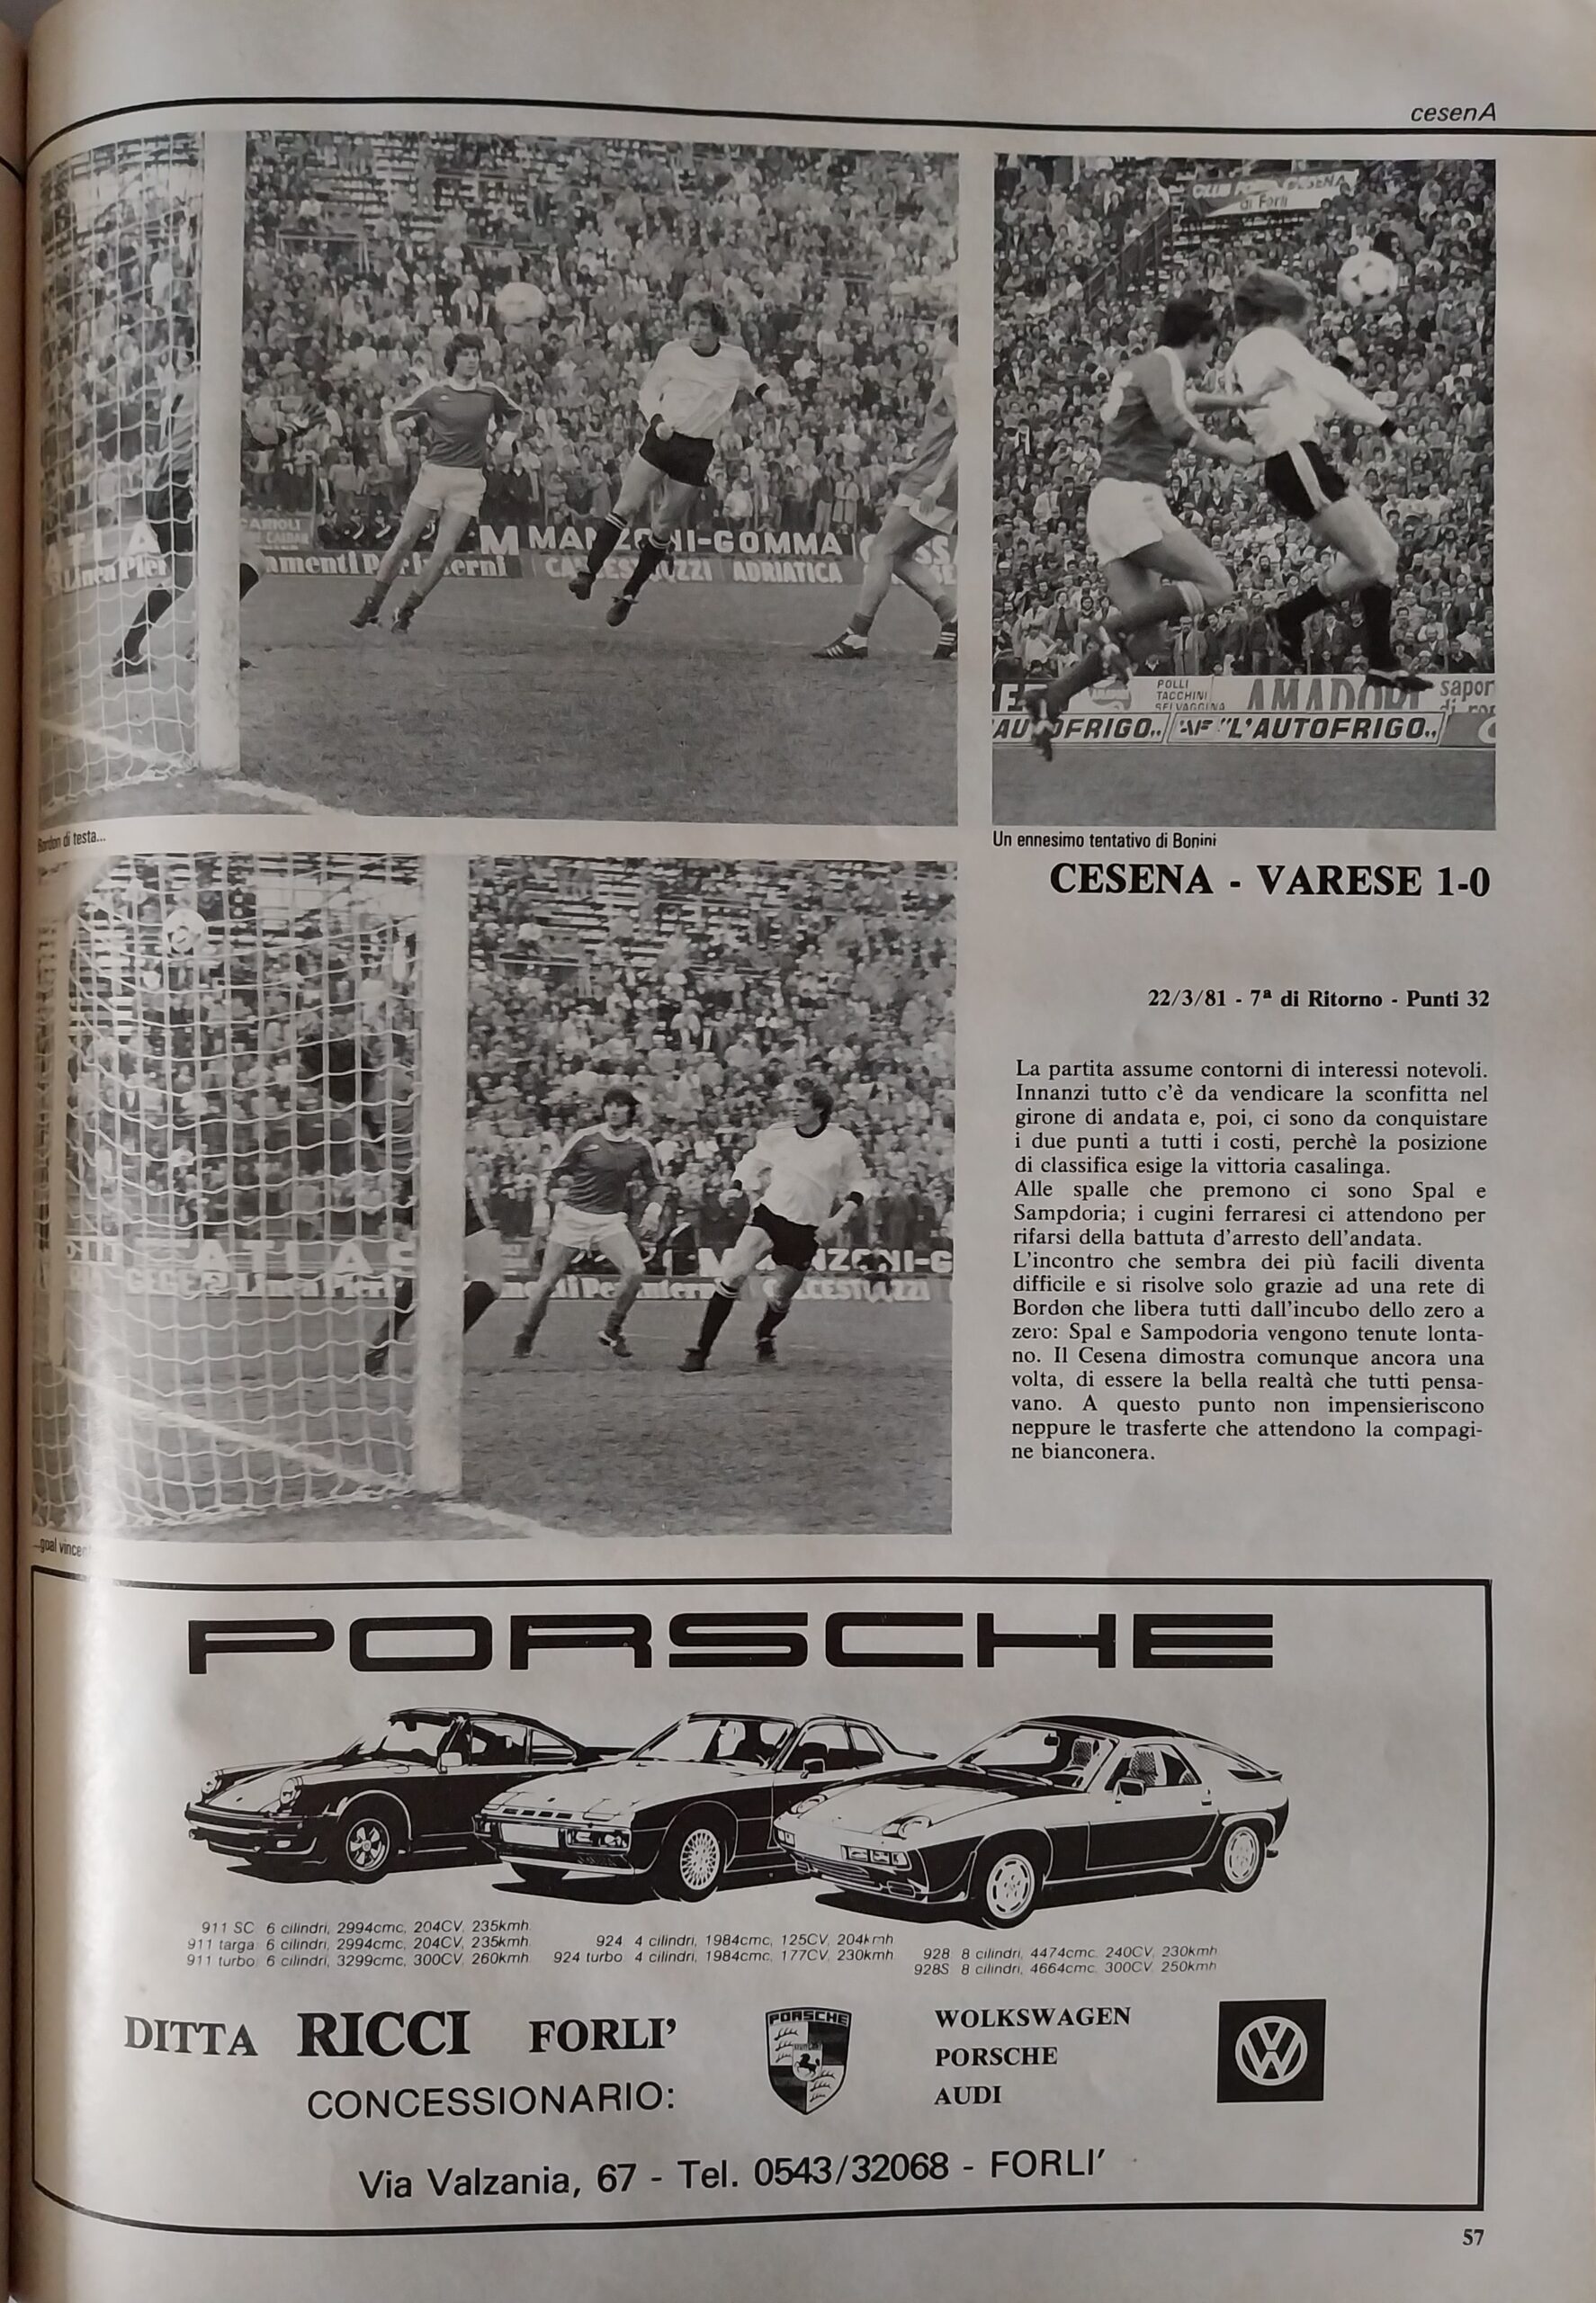 cesenA
CLUB
di Forlì
CARIOLI
M MANZONI-GOMMA
ADRIATICA
POLLI
TACCHINI
SELVAGGINA
AMADORI
sapor
"L'AUTOFRIGO„
Bordon di testa...
Un ennesimo tentativo di Bonini
CESENA - VARESE 1-0
22/3/81 - 7ª di Ritorno - Punti 32
La partita assume contorni di interessi notevoli.
Innanzi tutto c'è da vendicare la sconfitta nel
girone di andata e, poi, ci sono da conquistare
i due punti a tutti i costi, perchè la posizione
di classifica esige la vittoria casalinga.
Alle spalle che premono ci sono Spal e
Sampdoria; i cugini ferraresi ci attendono per
rifarsi della battuta d'arresto dell'andata.
L'incontro che sembra dei più facili diventa
difficile e si risolve solo grazie ad una rete di
Bordon che libera tutti dall'incubo dello zero a
zero: Spal e Sampodoria vengono tenute lonta-
no. Il Cesena dimostra comunque ancora una
volta, di essere la bella realtà che tutti pensa-
vano. A questo punto non impensieriscono
neppure le trasferte che attendono la compagi-
ne bianconera.
...goal
PORSCHE
911 SC 6 cilindri, 2994cmc, 204CV, 235kmh
911 targa 6 cilindri, 2994cmc, 204CV, 235kmh
911 turbo 6 cilindri, 3299cmc, 300CV, 260kmh
924 4 cilindri, 1984cmc, 125CV, 204kmh
924 turbo 4 cilindri, 1984cmc, 177CV, 230kmh
928 8 cilindri, 4474cmc, 240CV, 230kmh
928S 8 cilindri, 4664cmc, 300CV, 250kmh
DITTA RICCI FORLI'
CONCESSIONARIO:
PORSCHE
WOLKSWAGEN
PORSCHE
AUDI
Via Valzania, 67 - Tel. 0543/32068 - FORLI'
57